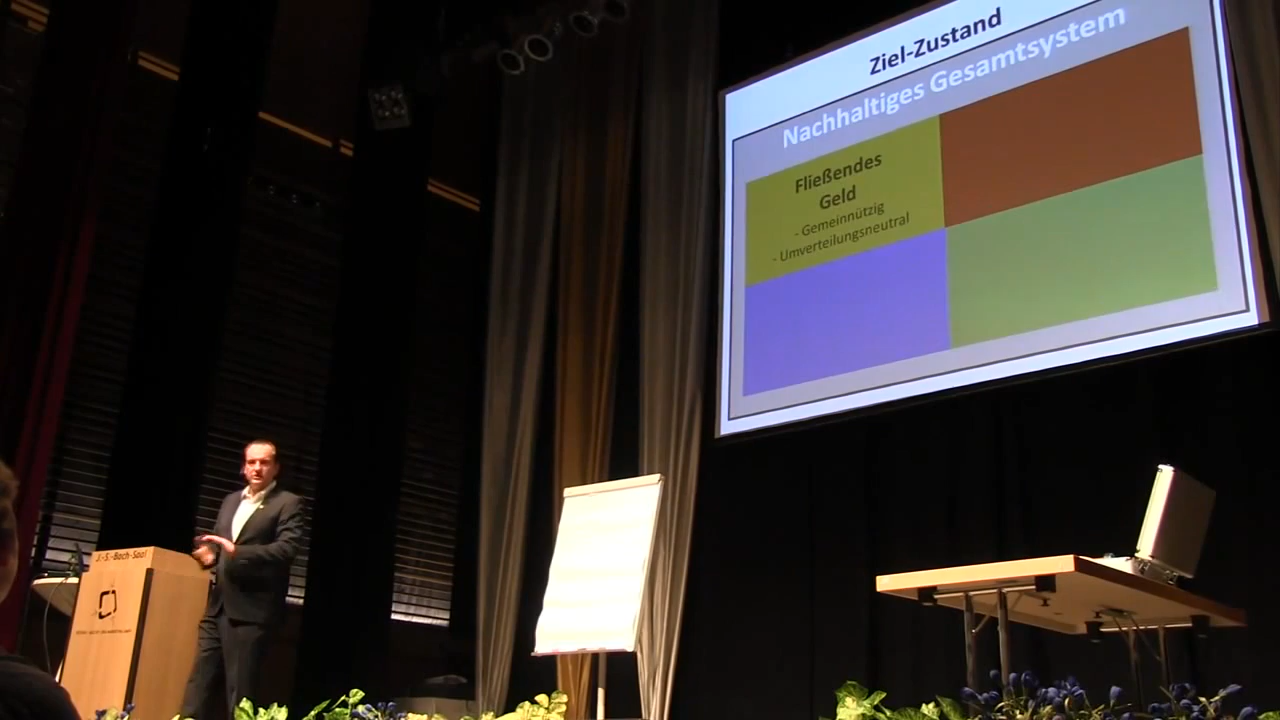 Ziel-Zustand
Nachhaltiges Gesamtsystem
Fließendes
Geld
- Gemeinnützig
- Umverteilungsneutral
J.-S.-Bach-Saal